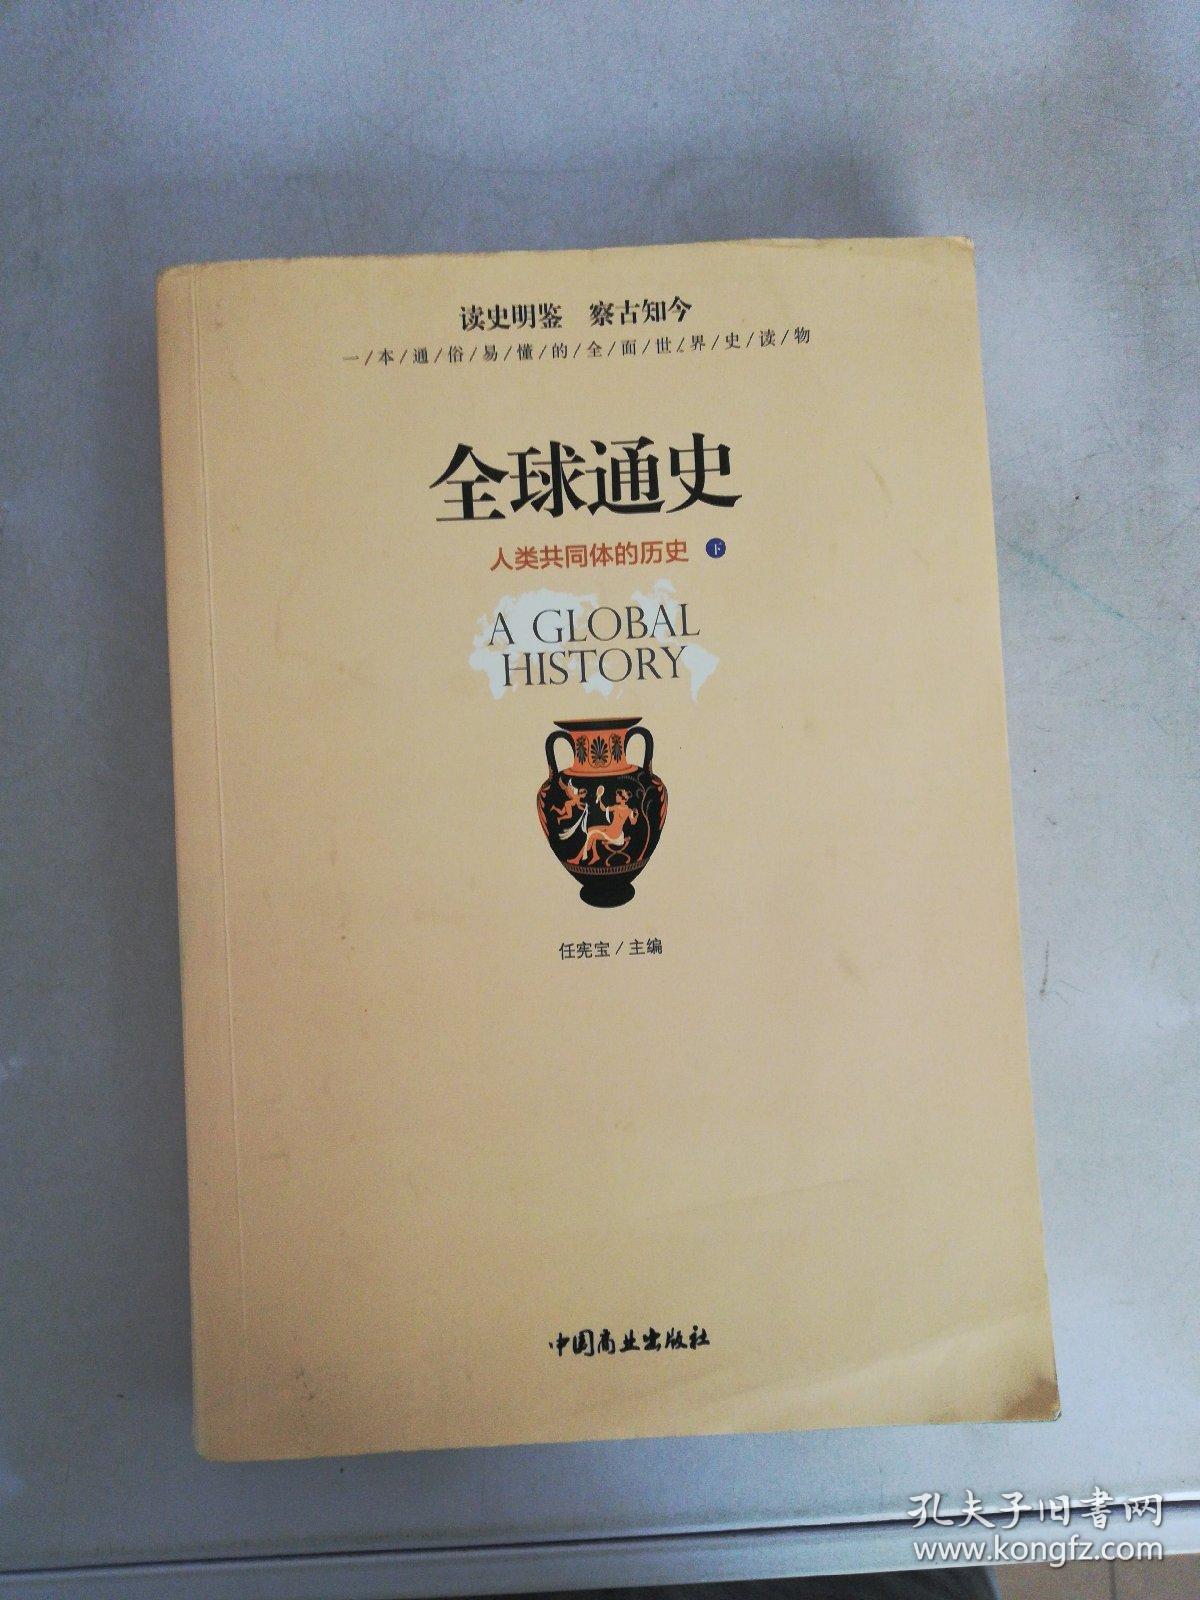 读史明鉴 察古知今
一/本/通/俗/易/懂/的/全/面/世/界/史/读/物
全球通史
人类共同体的历史 下
A GLOBAL
HISTORY
任宪宝/主编
中国商业出版社
孔夫子旧书网
www.kongfz.com